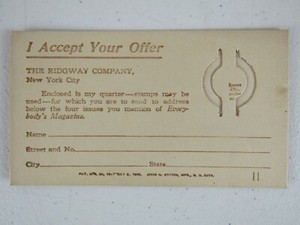 I Accept Your Offer
THE RIDGWAY COMPANY,
New York City
Enclosed is my quarter—stamps may be
used—for which you are to send to address
below the four issues you mention of Every-
body's Magazine.
Name
Street and No.
City State
11